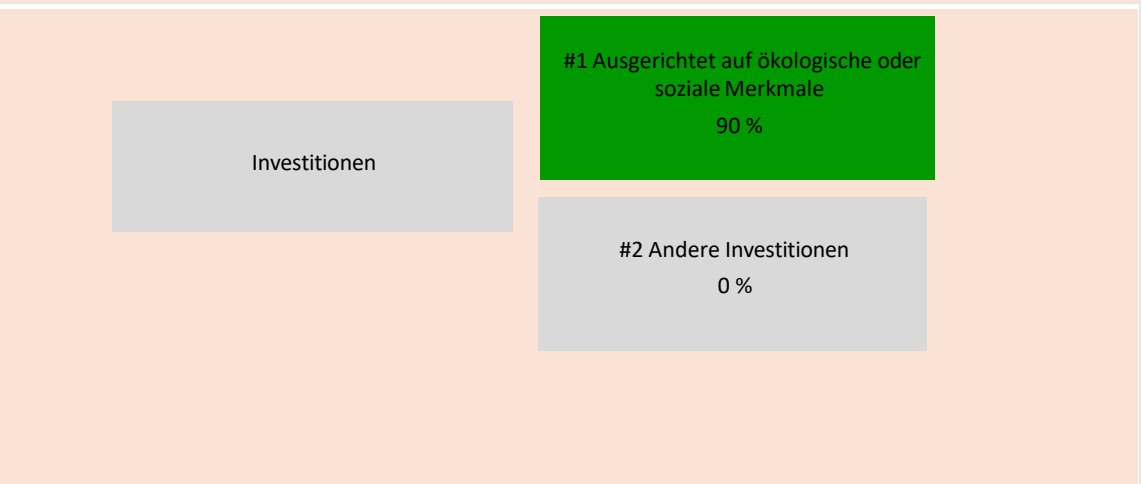 #1 Ausgerichtet auf ökologische oder
soziale Merkmale
90 %
Investitionen
#2 Andere Investitionen
0 %